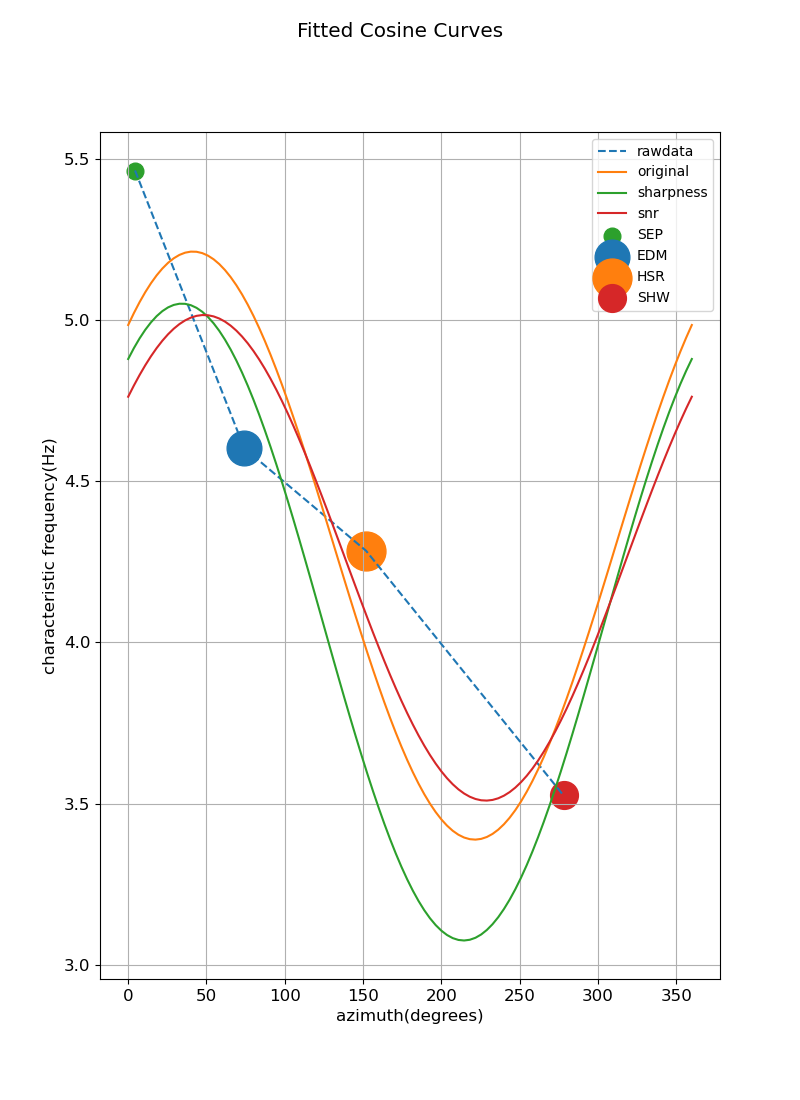 Fitted Cosine Curves
5.5
5.0
4.5
4.0
3.5
3.0
characteristic frequency(Hz)
rawdata
original
sharpness
snr
SEP
EDM
HSR
SHW
0 50 100 150 200 250 300 350
azimuth(degrees)